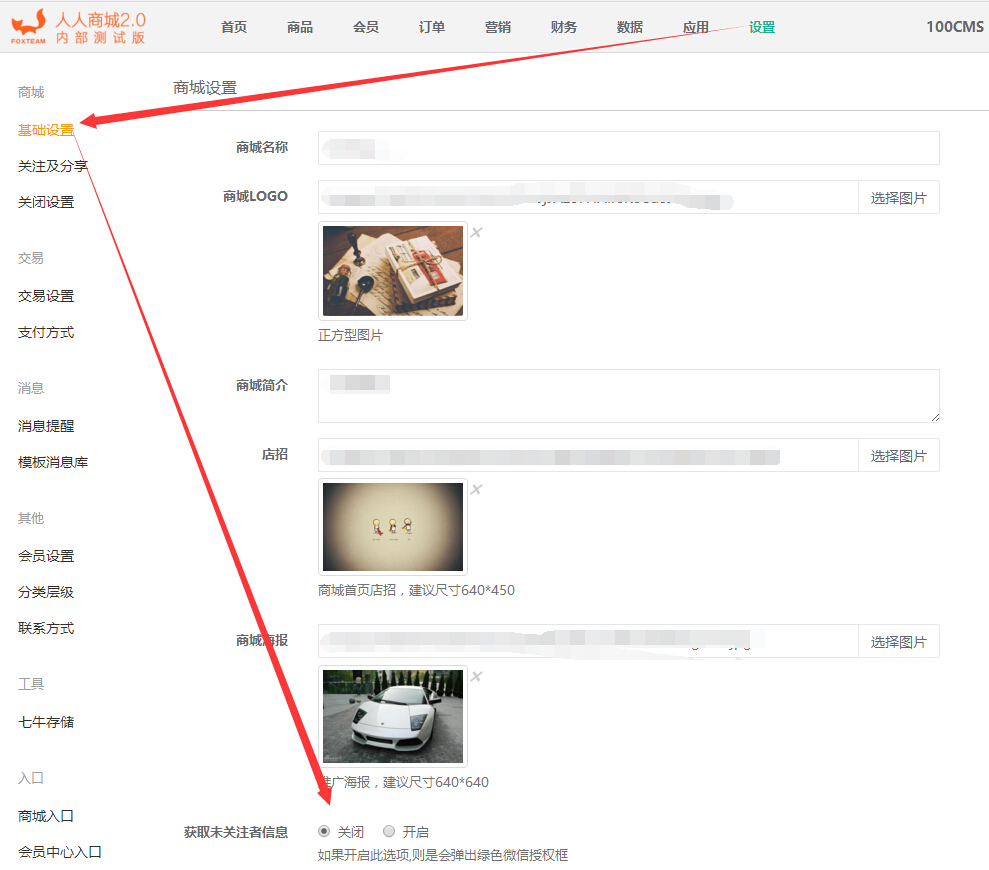 人人商城2.0
内部测试版
FOXTEAM
首页 商品 会员 订单 营销 财务 数据 应用 设置 100CMS
商城
基础设置
关注及分享
关闭设置
交易
交易设置
支付方式
消息
消息提醒
模板消息库
其他
会员设置
分类层级
联系方式
工具
七牛存储
入口
商城入口
会员中心入口
商城设置
商城名称
商城LOGO 选择图片
正方型图片
商城简介
店招 选择图片
商城首页店招，建议尺寸640*450
商城海报 选择图片
推广海报，建议尺寸640*640
获取未关注者信息 关闭 开启
如果开启此选项,则是会弹出绿色微信授权框